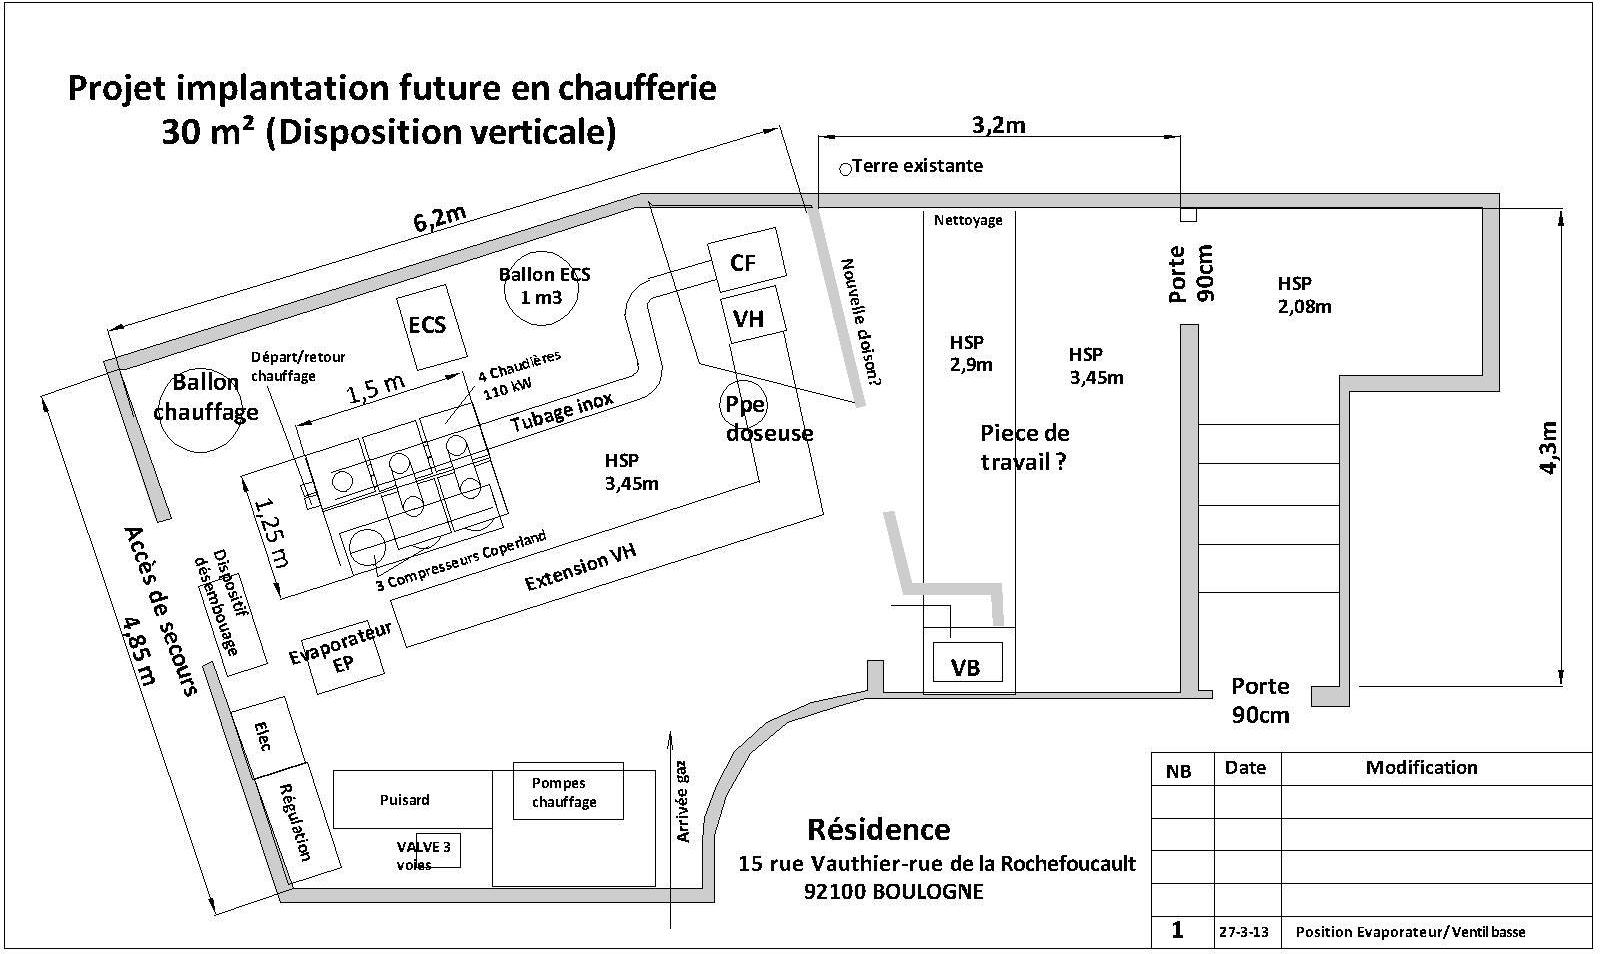 Projet implantation future en chaufferie
30 m² (Disposition verticale)
3,2m
Terre existante
6,2m
Nettoyage
CF
Porte
90cm
Ballon ECS
1 m3
HSP
2,08m
Nouvelle cloison?
ECS
VH
HSP
2,9m
HSP
3,45m
Départ/retour
chauffage
4 Chaudières
110 kW
1,5 m
Ballon
chauffage
Tubage inox
Ppe
doseuse
Piece de
travail ?
4,3m
HSP
3,45m
1,25 m
Accès de secours
4,85 m
Dispositif
désembouage
3 Compresseurs Coperland
Extension VH
Evaporateur
EP
VB
Porte
90cm
Elec
Régulation
Puisard
Pompes
chauffage
Arrivée gaz
VALVE 3
voies
Résidence
15 rue Vauthier-rue de la Rochefoucault
92100 BOULOGNE
NB Date Modification
1 27-3-13 Position Evaporateur/Ventil basse